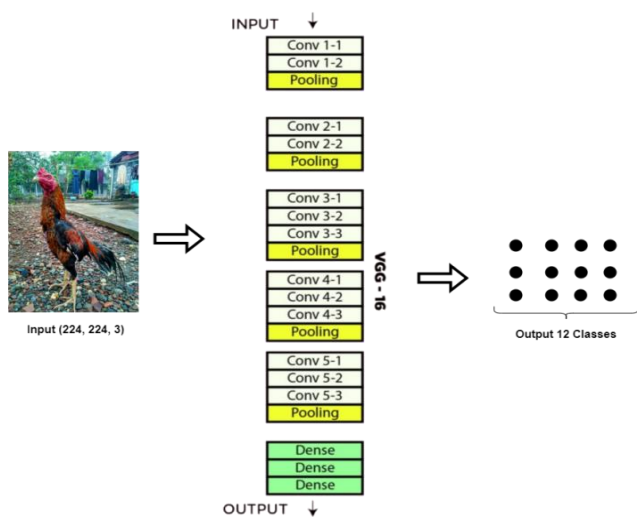 INPUT
Conv 1-1
Conv 1-2
Pooling
Conv 2-1
Conv 2-2
Pooling
Conv 3-1
Conv 3-2
Conv 3-3
Pooling
Conv 4-1
Conv 4-2
Conv 4-3
Pooling
Conv 5-1
Conv 5-2
Conv 5-3
Pooling
Dense
Dense
Dense
OUTPUT
VGG - 16
Input (224, 224, 3)
Output 12 Classes